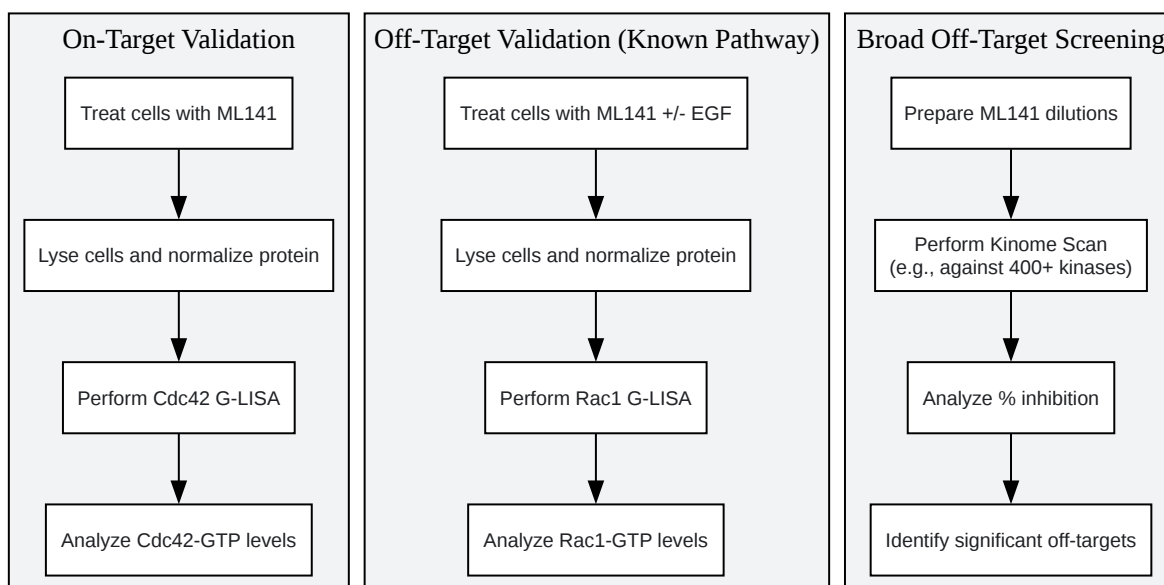 On-Target Validation
Treat cells with ML141
Lyse cells and normalize protein
Perform Cdc42 G-LISA
Analyze Cdc42-GTP levels
Off-Target Validation (Known Pathway)
Treat cells with ML141 +/- EGF
Lyse cells and normalize protein
Perform Rac1 G-LISA
Analyze Rac1-GTP levels
Broad Off-Target Screening
Prepare ML141 dilutions
Perform Kinome Scan
(e.g., against 400+ kinases)
Analyze % inhibition
Identify significant off-targets